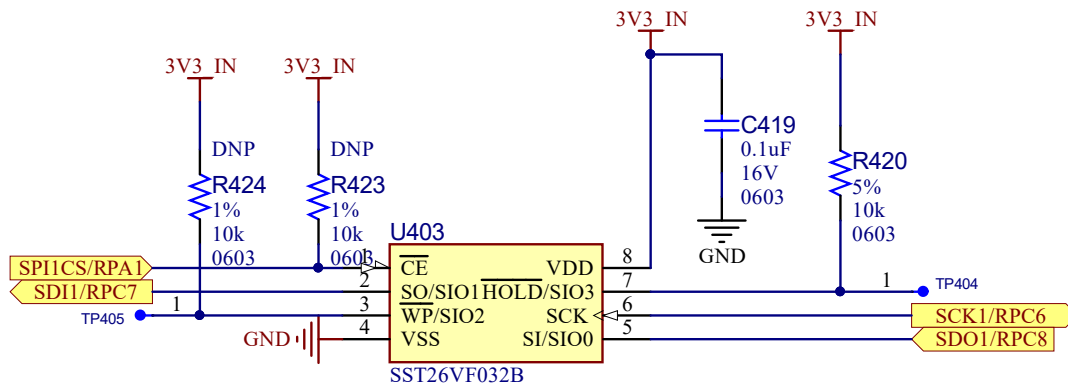 3V3_IN
3V3_IN
3V3_IN
3V3_IN
DNP
R424
1%
10k
0603
DNP
R423
1%
10k
0603
C419
0.1uF
16V
0603
GND
R420
5%
10k
0603
U403
SPI1CS/RPA1
1
CE
VDD
8
SDI1/RPC7
2
SO/SIO1
HOLD/SIO3
7
1
TP404
TP405
1
3
WP/SIO2
SCK
6
SCK1/RPC6
GND
4
VSS
SI/SIO0
5
SDO1/RPC8
SST26VF032B